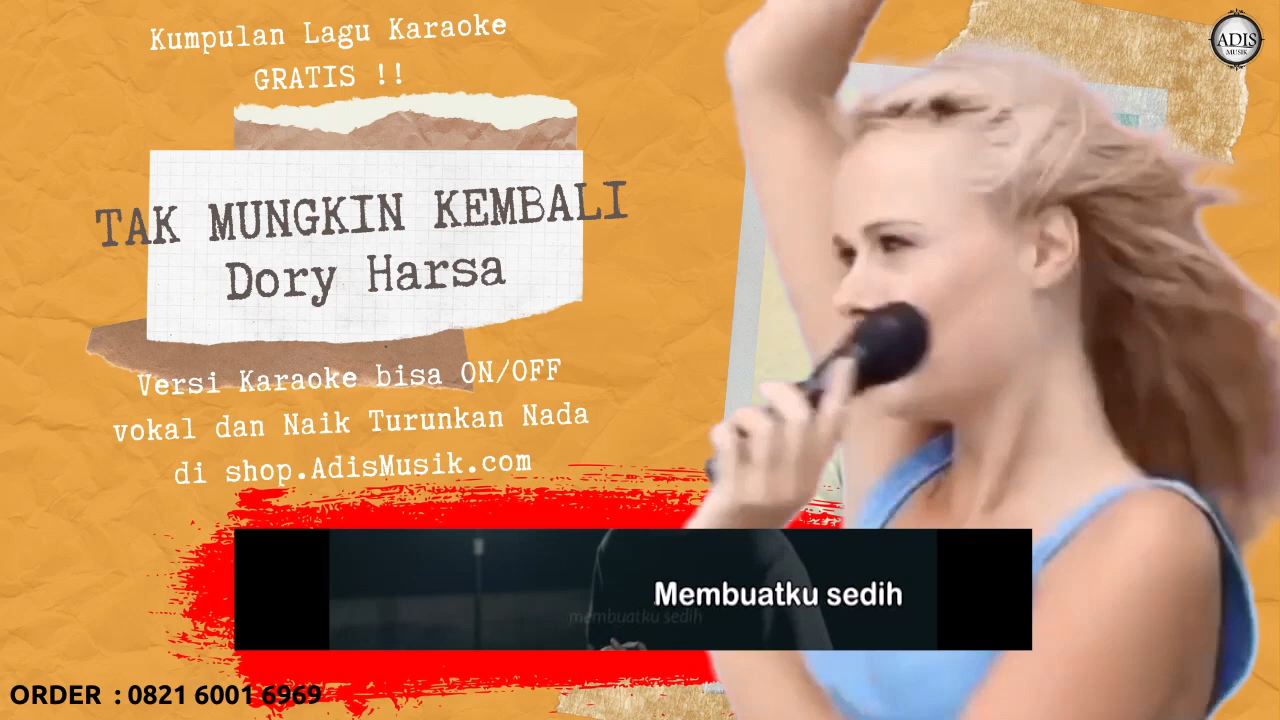 Kumpulan Lagu Karaoke
GRATIS !!
ADIS
MUSIK
TAK MUNGKIN KEMBALI
Dory Harsa
Versi Karaoke bisa ON/OFF
vokal dan Naik Turunkan Nada
di shop.AdisMusik.com
Membuatku sedih
membuatku sedih
ORDER : 0821 6001 6969